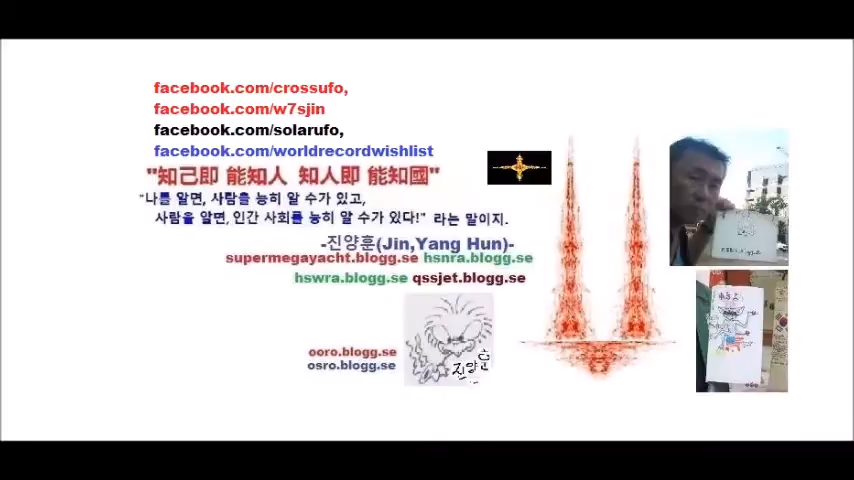 facebook.com/crossufo,
facebook.com/w7sjin
facebook.com/solarufo,
facebook.com/worldrecordwishlist
"知己即 能知人 知人即 能知國"
"나를 알면, 사람을 능히 알 수가 있고,
사람을 알면, 인간 사회를 능히 알 수가 있다!" 라는 말이지.
-진양훈(Jin,Yang Hun)-
supermegayacht.blogg.se hsnra.blogg.se
hswra.blogg.se qssjet.blogg.se
ooro.blogg.se
osro.blogg.se
진양훈